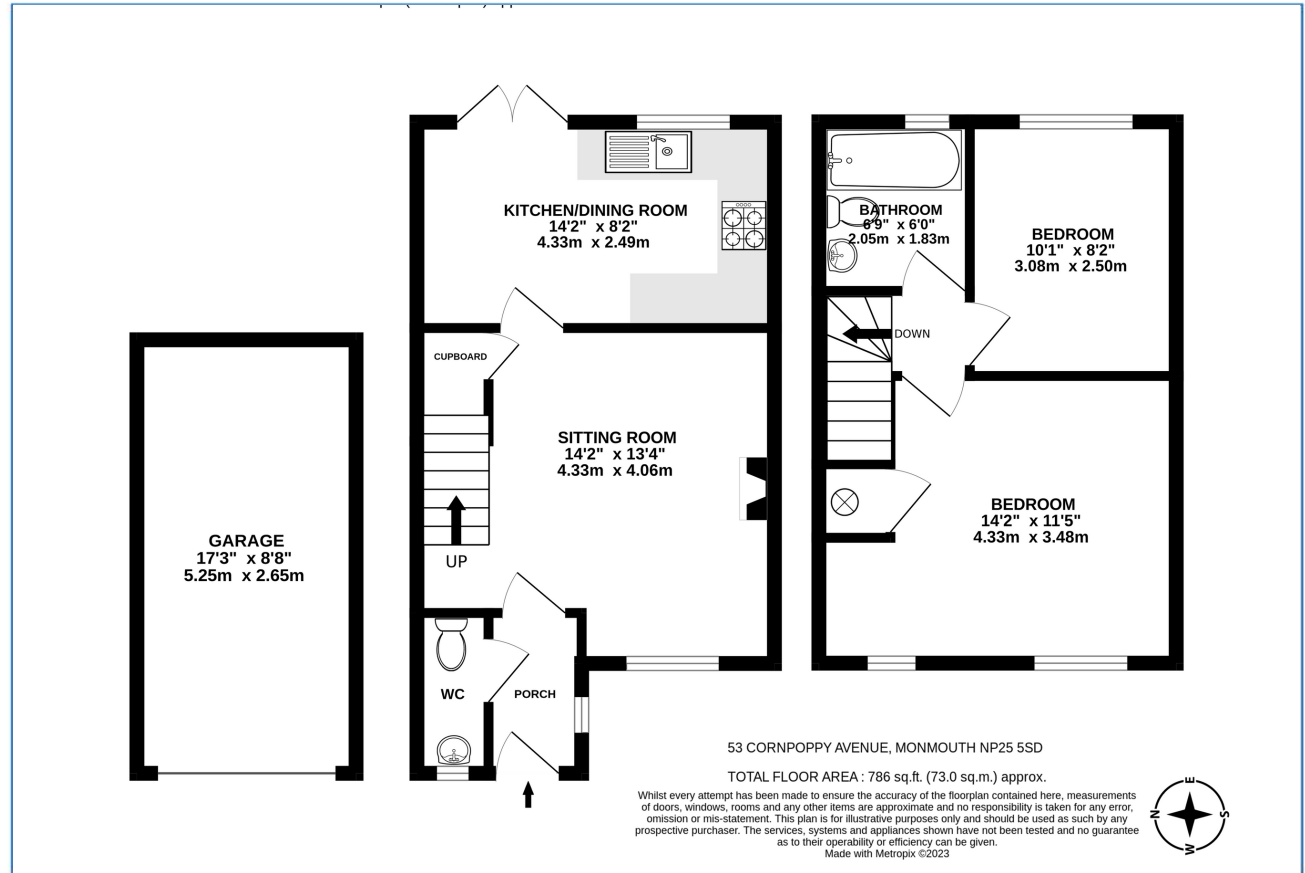 KITCHEN/DINING ROOM
14'2" x 8'2"
4.33m x 2.49m
BATHROOM
6'9" x 6'0"
2.05m x 1.83m
BEDROOM
10'1" x 8'2"
3.08m x 2.50m
DOWN
CUPBOARD
SITTING ROOM
14'2" x 13'4"
4.33m x 4.06m
UP
GARAGE
17'3" x 8'8"
5.25m x 2.65m
BEDROOM
14'2" x 11'5"
4.33m x 3.48m
WC
PORCH
53 CORNPOPPY AVENUE, MONMOUTH NP25 5SD
TOTAL FLOOR AREA : 786 sq.ft. (73.0 sq.m.) approx.
Whilst every attempt has been made to ensure the accuracy of the floorplan contained here, measurements
of doors, windows, rooms and any other items are approximate and no responsibility is taken for any error,
omission or mis-statement. This plan is for illustrative purposes only and should be used as such by any
prospective purchaser. The services, systems and appliances shown have not been tested and no guarantee
as to their operability or efficiency can be given.
Made with Metropix ©2023
E
N
S
W